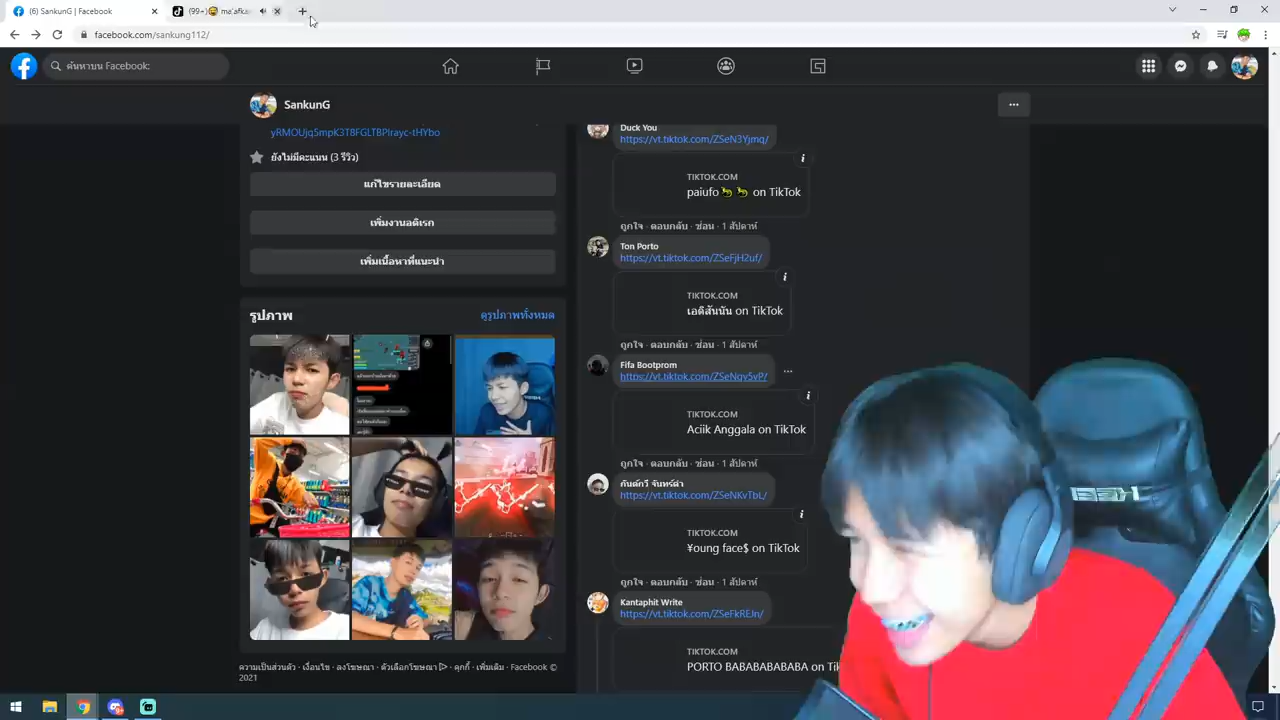 (6) SankunG | Facebook
(99+) 😂 ma'afkan
facebook.com/sankung112/
ค้นหาบน Facebook:
SankunG
yRMOUjq5mpK3T8FGLTBPlrayc-tHYbo
ยังไม่มีคะแนน (3 รีวิว)
แก้ไขรายละเอียด
เพิ่มงานอดิเรก
เพิ่มเนื้อหาที่แนะนำ
รูปภาพ
ดูรูปภาพทั้งหมด
ความเป็นส่วนตัว · เงื่อนไข · ลงโฆษณา · ตัวเลือกโฆษณา · คุกกี้ · เพิ่มเติม · Facebook © 2021
Duck You
https://vt.tiktok.com/ZSeN3Yjmq/
TIKTOK.COM
paiufo🦖 🦖 on TikTok
ถูกใจ · ตอบกลับ · ซ่อน · 1 สัปดาห์
Ton Porto
https://vt.tiktok.com/ZSeFjH2uf/
TIKTOK.COM
เอดิสันนัน on TikTok
ถูกใจ · ตอบกลับ · ซ่อน · 1 สัปดาห์
Fifa Bootprom
https://vt.tiktok.com/ZSeNgv5vP/
TIKTOK.COM
Aciik Anggala on TikTok
ถูกใจ · ตอบกลับ · ซ่อน · 1 สัปดาห์
กันต์กวี จันทร์ดำ
https://vt.tiktok.com/ZSeNKvTbL/
TIKTOK.COM
¥oung face$ on TikTok
ถูกใจ · ตอบกลับ · ซ่อน · 1 สัปดาห์
Kantaphit Write
https://vt.tiktok.com/ZSeFkREJn/
TIKTOK.COM
PORTO BABABABABABA on Tik